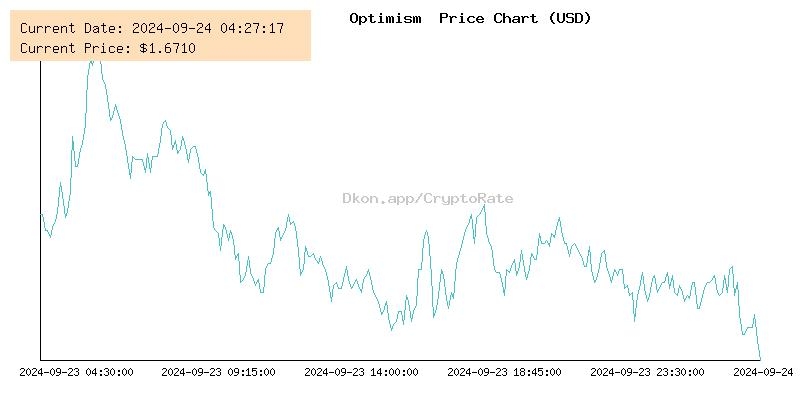 Optimism  Price Chart (USD)
Current Date: 2024-09-24 04:27:17
Current Price: $1.6710
Dkon.app/CryptoRate
2024-09-23 04:30:00 2024-09-23 09:15:00 2024-09-23 14:00:00 2024-09-23 18:45:00 2024-09-23 23:30:00 2024-09-24